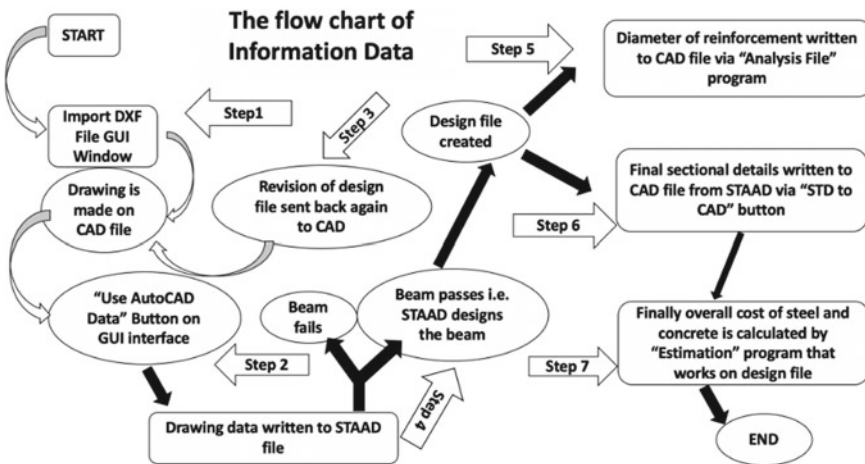 The flow chart of
Information Data
START
Import DXF
File GUI
Window
Step1
Drawing is
made on
CAD file
Step 3
Revision of design
file sent back again
to CAD
"Use AutoCAD
Data" Button on
GUI interface
Step 2
Drawing data written to STAAD
file
Beam
fails
Step 4
Beam passes i.e.
STAAD designs
the beam
Design file
created
Step 5
Diameter of reinforcement written
to CAD file via "Analysis File"
program
Step 6
Final sectional details written to
CAD file from STAAD via "STD
to CAD" button
Step 7
Finally overall cost of steel and
concrete is calculated by
"Estimation" program that
works on design file
END